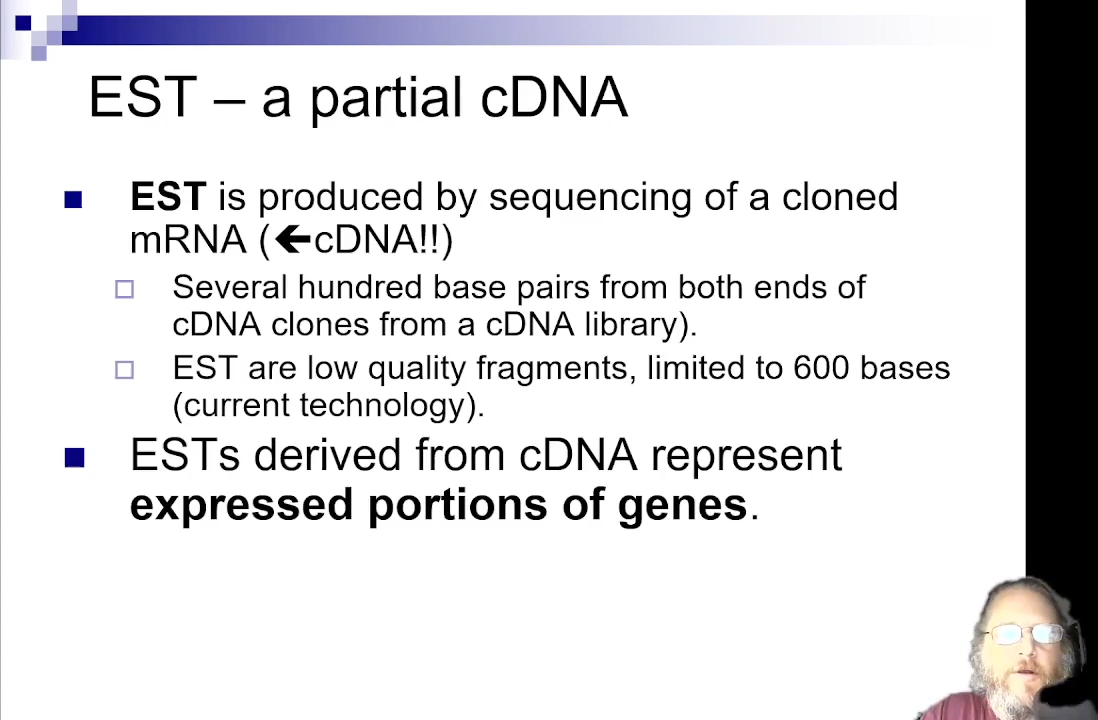 EST – a partial cDNA
EST is produced by sequencing of a cloned
mRNA (🡸cDNA!!)
Several hundred base pairs from both ends of
cDNA clones from a cDNA library).
EST are low quality fragments, limited to 600 bases
(current technology).
ESTs derived from cDNA represent
expressed portions of genes.